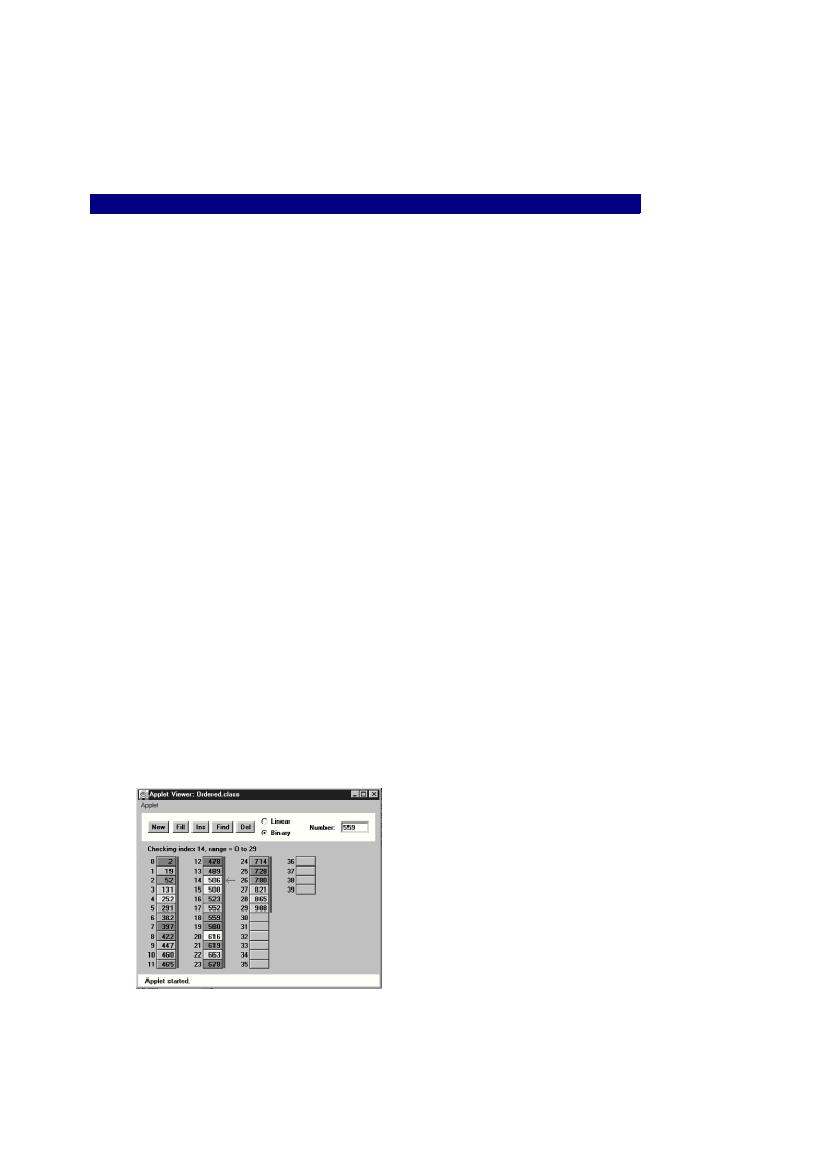 Applet Viewer: Ordered.class
Applet
New Fill Ins Find Del Linear Binary Number: 559
Checking index 14, range = 0 to 29
0 2 12 478 24 714 36
1 19 13 489 25 728 37
2 52 14 506 26 780 38
3 131 15 508 27 821 39
4 252 16 523 28 865
5 291 17 552 29 988
6 382 18 559 30
7 397 19 580 31
8 422 20 616 32
9 447 21 619 33
10 460 22 663 34
11 465 23 678 35
Applet started.